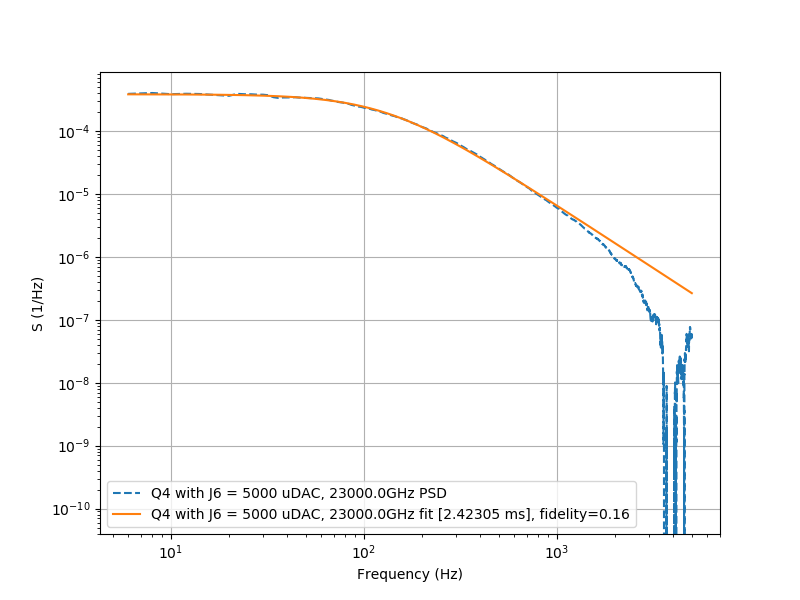 S (1/Hz)
10⁻⁴
10⁻⁵
10⁻⁶
10⁻⁷
10⁻⁸
10⁻⁹
10⁻¹⁰
Q4 with J6 = 5000 uDAC, 23000.0GHz PSD
Q4 with J6 = 5000 uDAC, 23000.0GHz fit [2.42305 ms], fidelity=0.16
10¹ 10² 10³
Frequency (Hz)